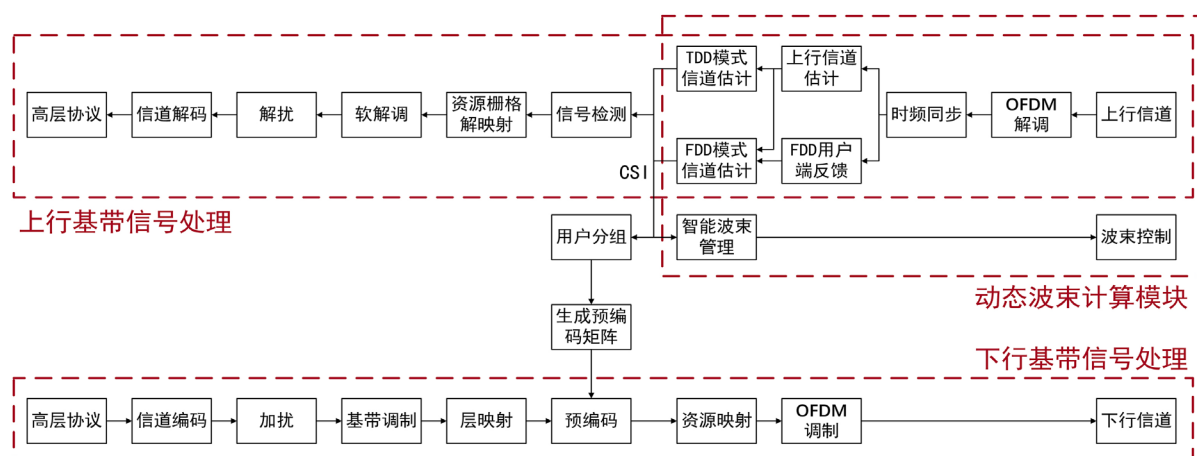 TDD模式
信道估计
上行信道
估计
高层协议
信道解码
解扰
软解调
资源栅格
解映射
信号检测
时频同步
OFDM
解调
上行信道
FDD模式
信道估计
FDD用户
端反馈
CSI
上行基带信号处理
用户分组
智能波束
管理
波束控制
动态波束计算模块
生成预编
码矩阵
下行基带信号处理
高层协议
信道编码
加扰
基带调制
层映射
预编码
资源映射
OFDM
调制
下行信道